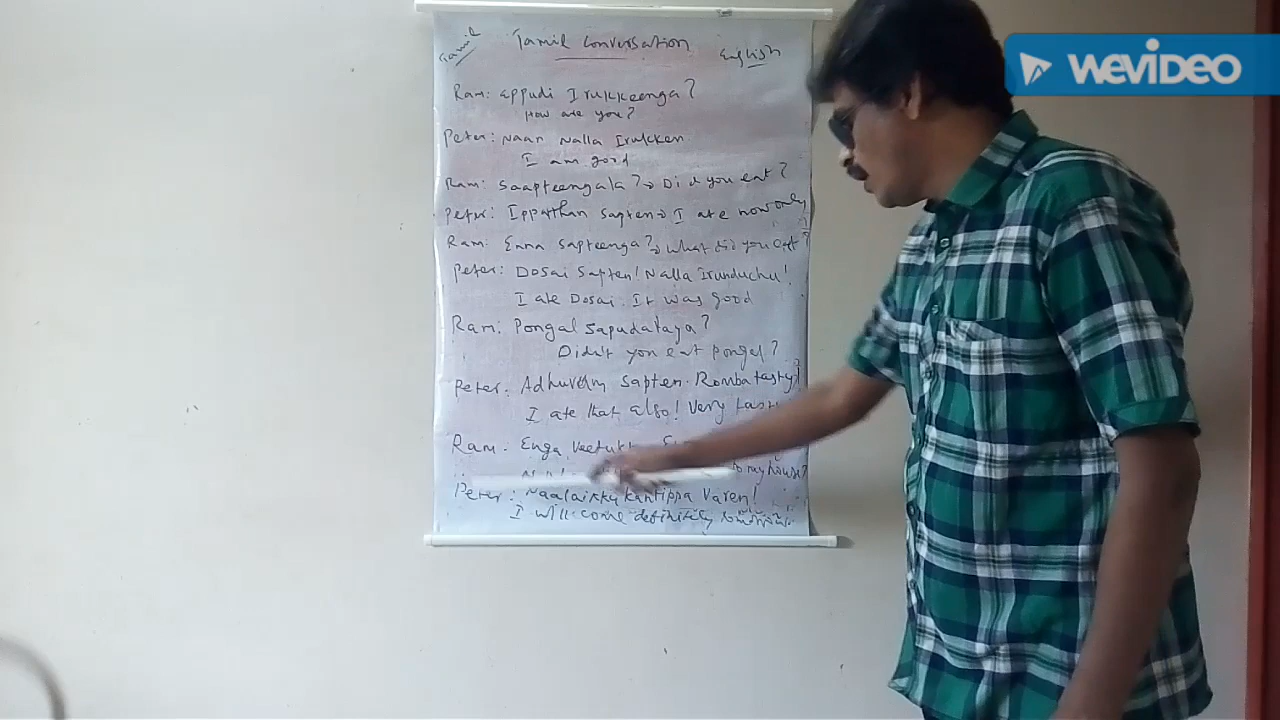 Tamil
Tamil Conversation
English
Ram: Eppudi Irukkeenga?
How are you?
Peter: Naan Nalla Irukken
I am good
Ram: Saapteengala? → Did you eat?
Peter: Ippathan Sapten → I ate now only
Ram: Enna Sapteenga? → What did you eat?
Peter: Dosai Sapten! Nalla Irunduchu!
I ate Dosai. It was good
Ram: Pongal Sapudalaya?
Didn't you eat Pongal?
Peter: Adhuvum Sapten. Romba tasty!
I ate that also! Very
Ram: Enga
to my house?
Peter: Naalaikku Kantippa Varen!
I will come definitely
WEVIDEO